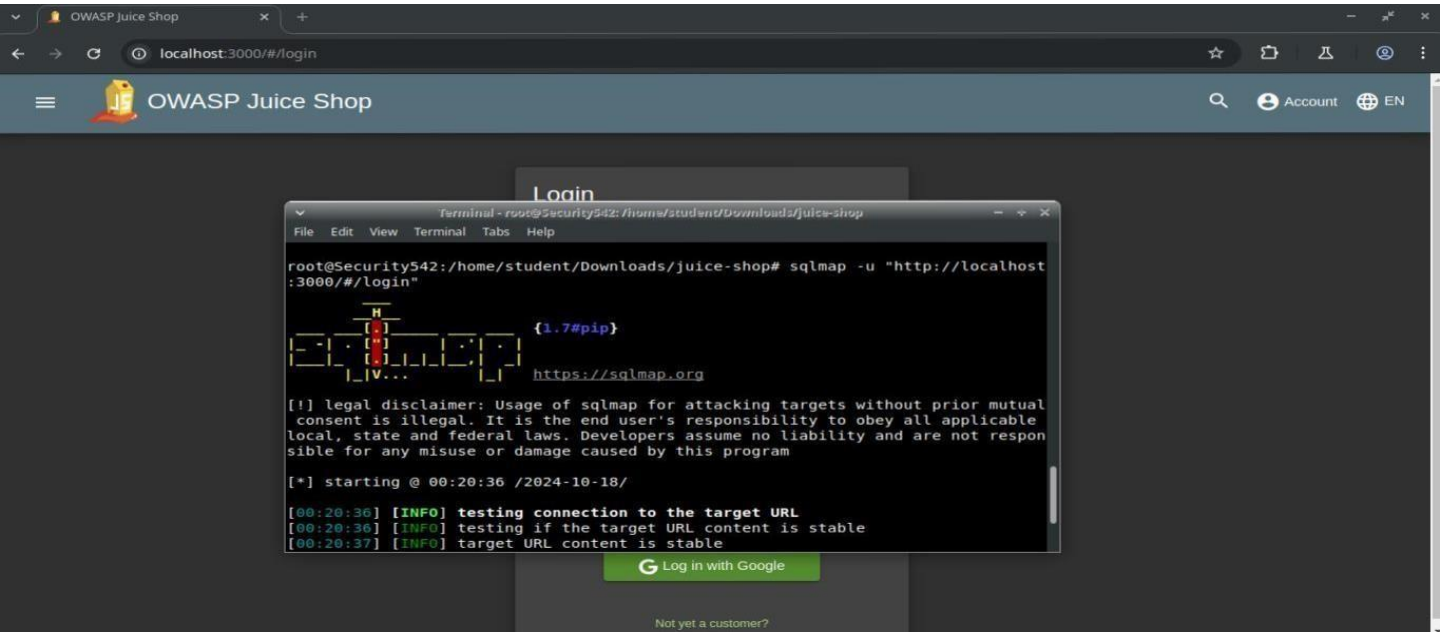 OWASP Juice Shop
localhost:3000/#/login
OWASP Juice Shop
Account
EN
Login
Terminal - root@Security542: /home/student/Downloads/juice-shop
File Edit View Terminal Tabs Help
root@Security542:/home/student/Downloads/juice-shop# sqlmap -u "http://localhost
:3000/#/login"
{1.7#pip}
https://sqlmap.org
[!] legal disclaimer: Usage of sqlmap for attacking targets without prior mutual
consent is illegal. It is the end user's responsibility to obey all applicable
local, state and federal laws. Developers assume no liability and are not respon
sible for any misuse or damage caused by this program
[*] starting @ 00:20:36 /2024-10-18/
[00:20:36] [INFO] testing connection to the target URL
[00:20:36] [INFO] testing if the target URL content is stable
[00:20:37] [INFO] target URL content is stable
G Log in with Google
Not yet a customer?